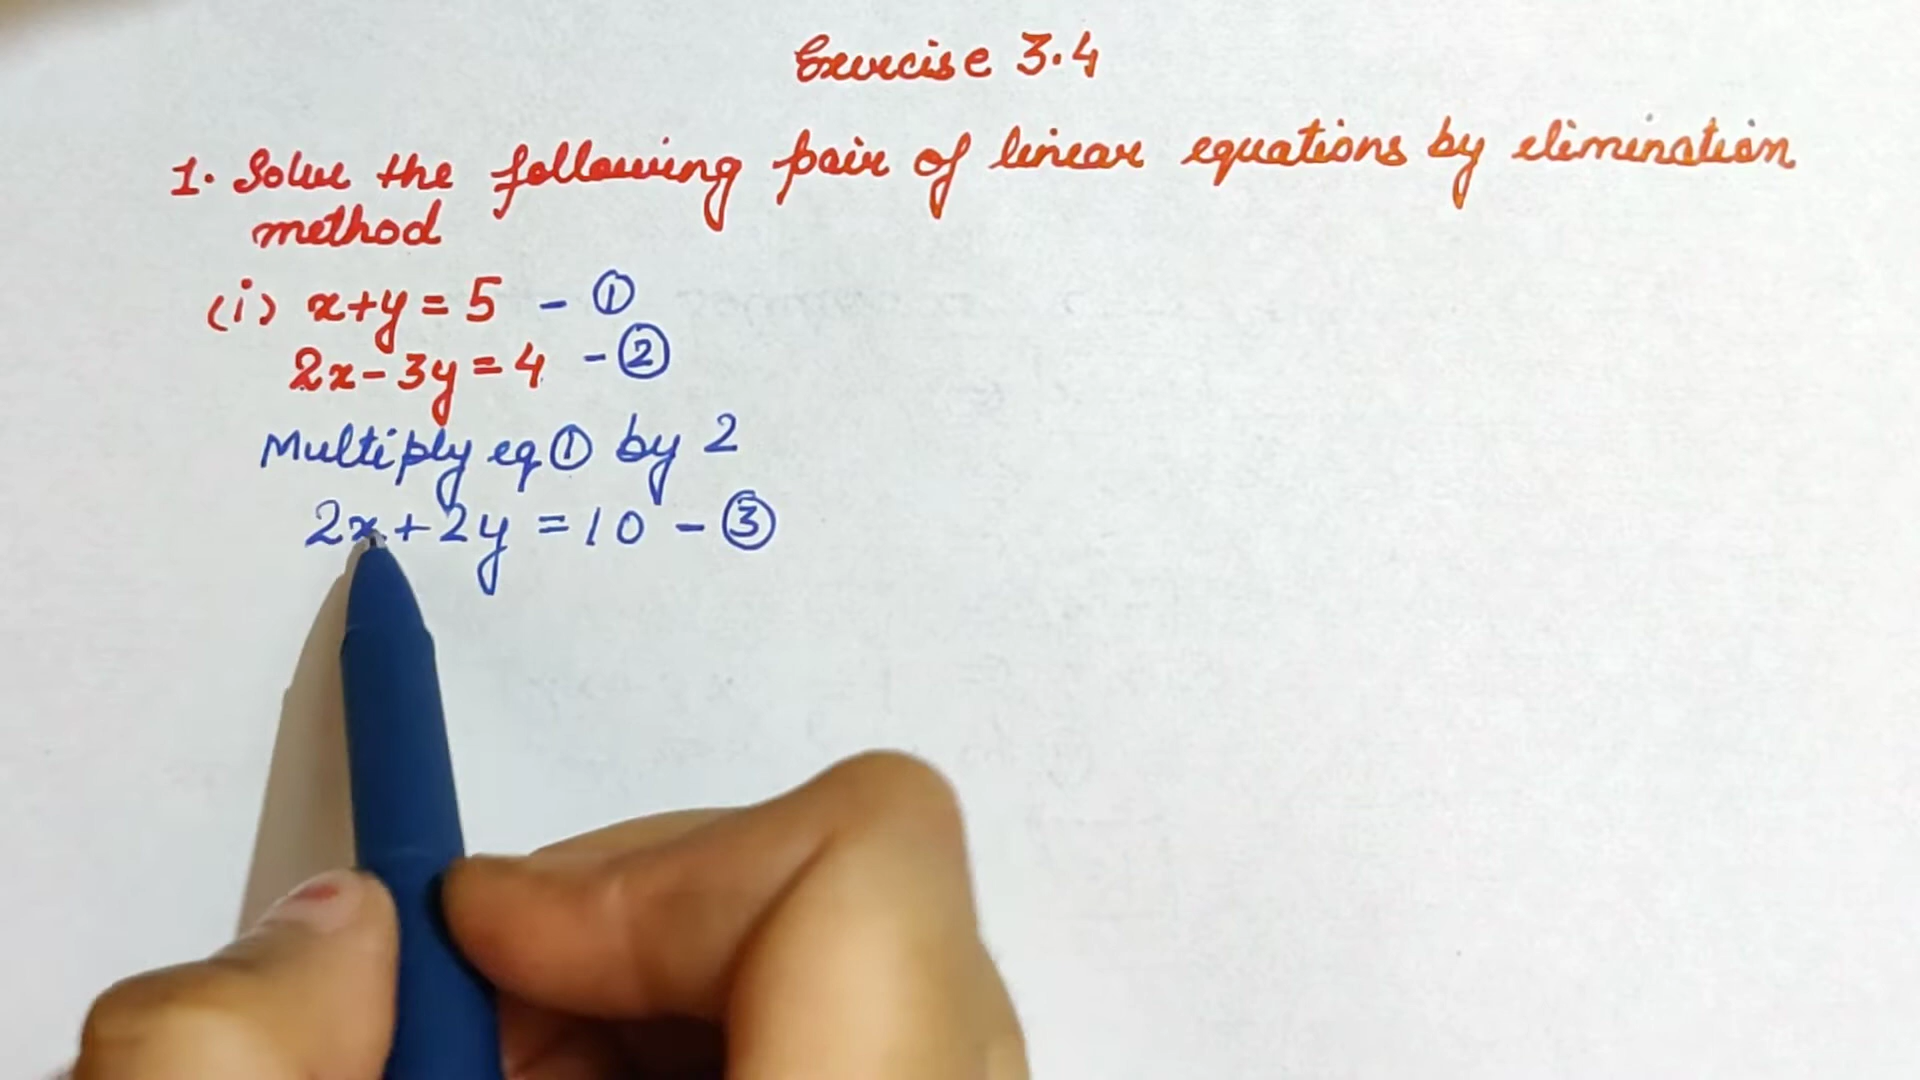 Exercise 3.4
1. Solve the following pair of linear equations by elimination
method
(i) x+y = 5 - ①
2x - 3y = 4 - ②
Multiply eq ① by 2
2x + 2y = 10 - ③